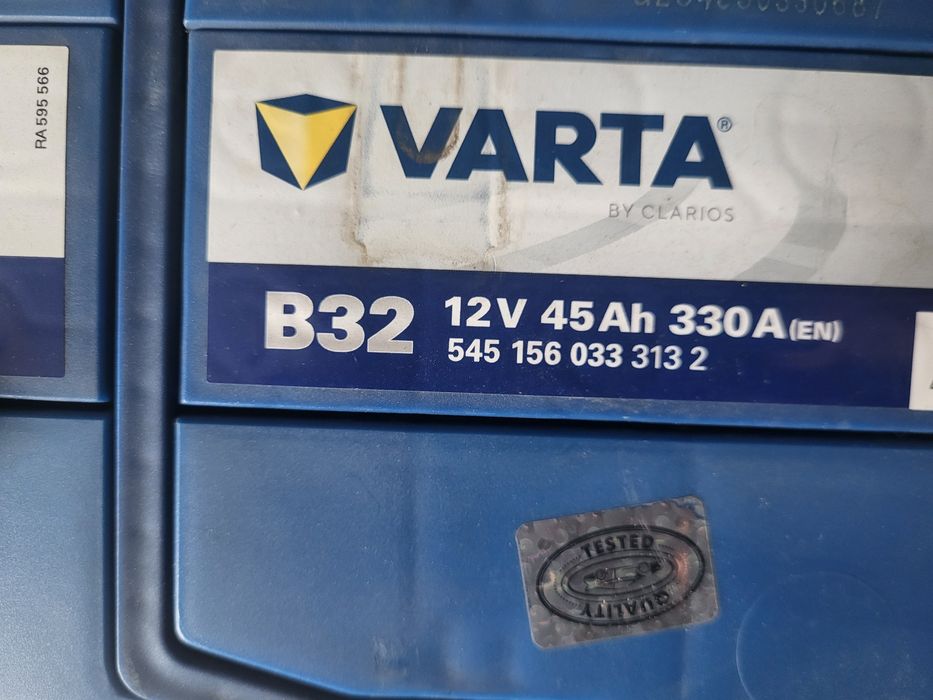 RA 595 566
VARTA®
BY CLARIOS
B32
12V 45Ah 330A(EN)
545 156 033 313 2
TESTED
QUALITY